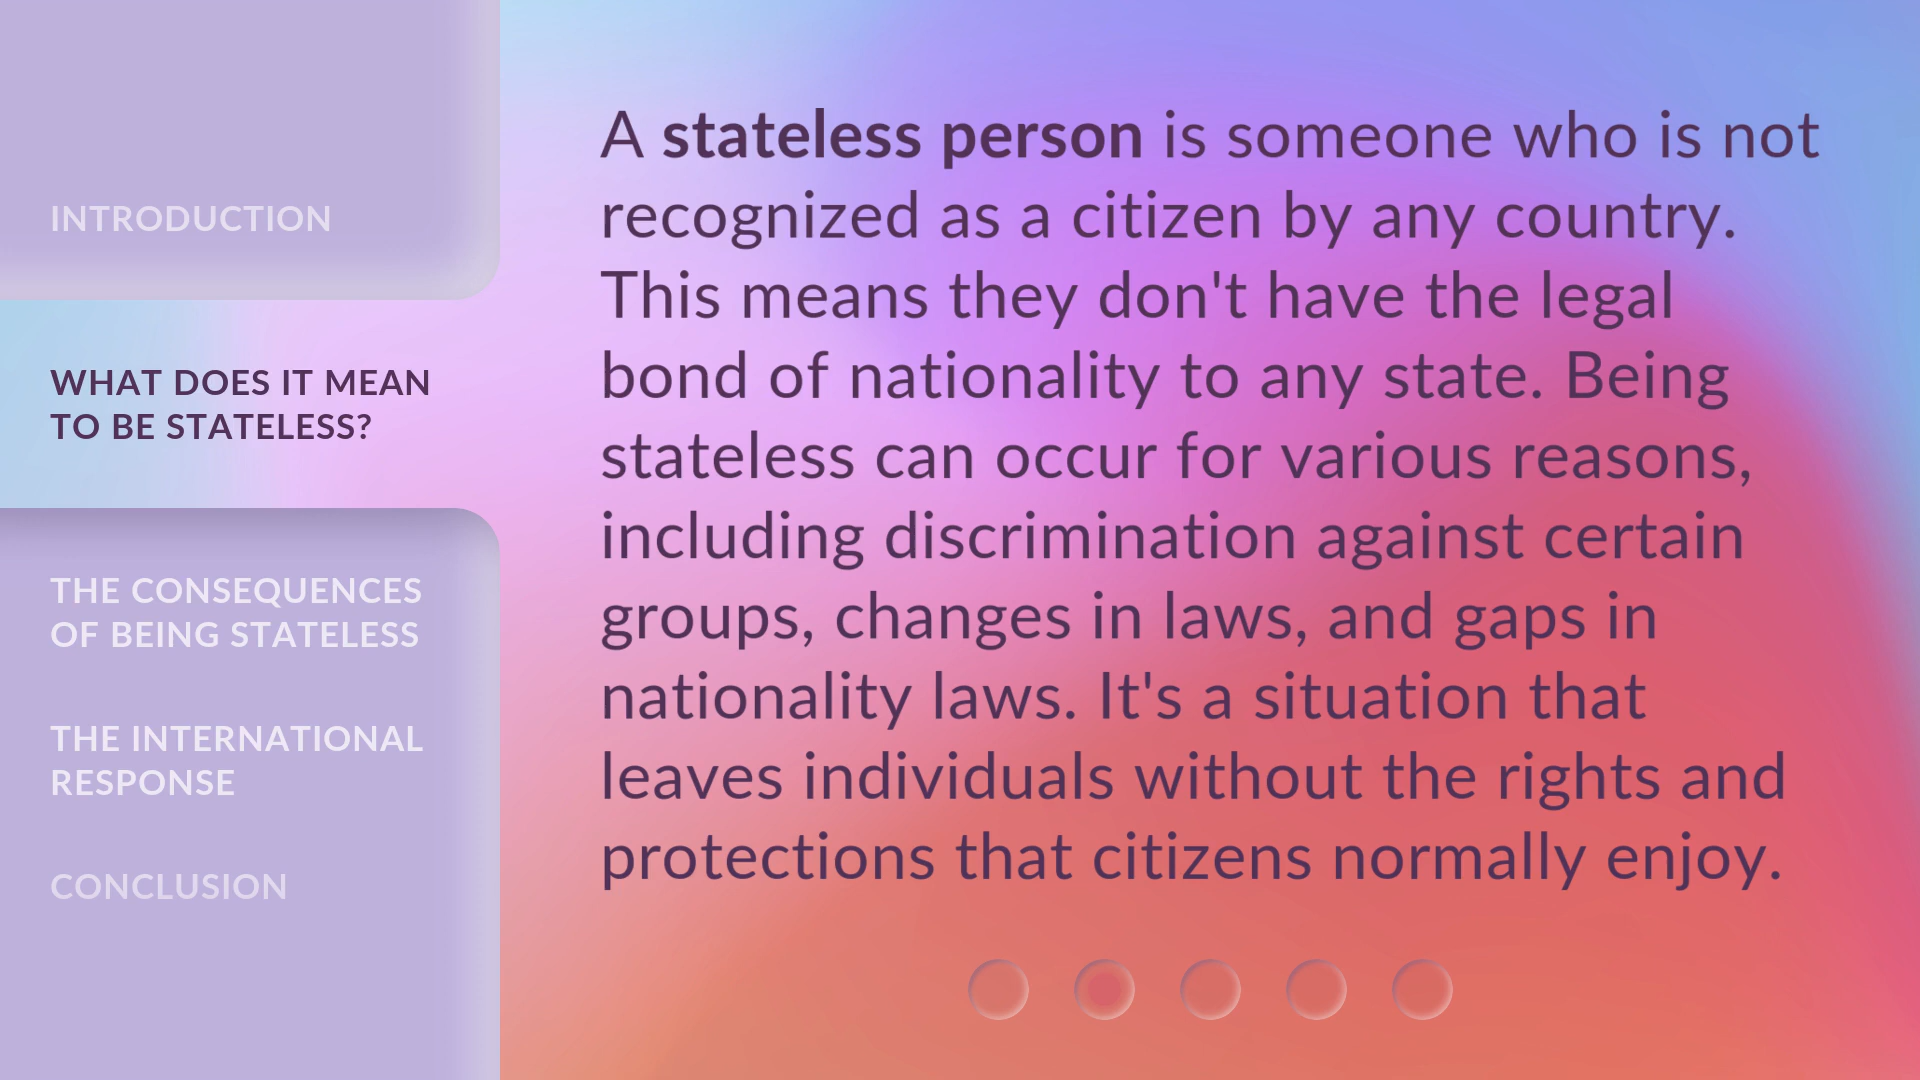 INTRODUCTION
WHAT DOES IT MEAN
TO BE STATELESS?
THE CONSEQUENCES
OF BEING STATELESS
THE INTERNATIONAL
RESPONSE
CONCLUSION
A stateless person is someone who is not
recognized as a citizen by any country.
This means they don't have the legal
bond of nationality to any state. Being
stateless can occur for various reasons,
including discrimination against certain
groups, changes in laws, and gaps in
nationality laws. It's a situation that
leaves individuals without the rights and
protections that citizens normally enjoy.